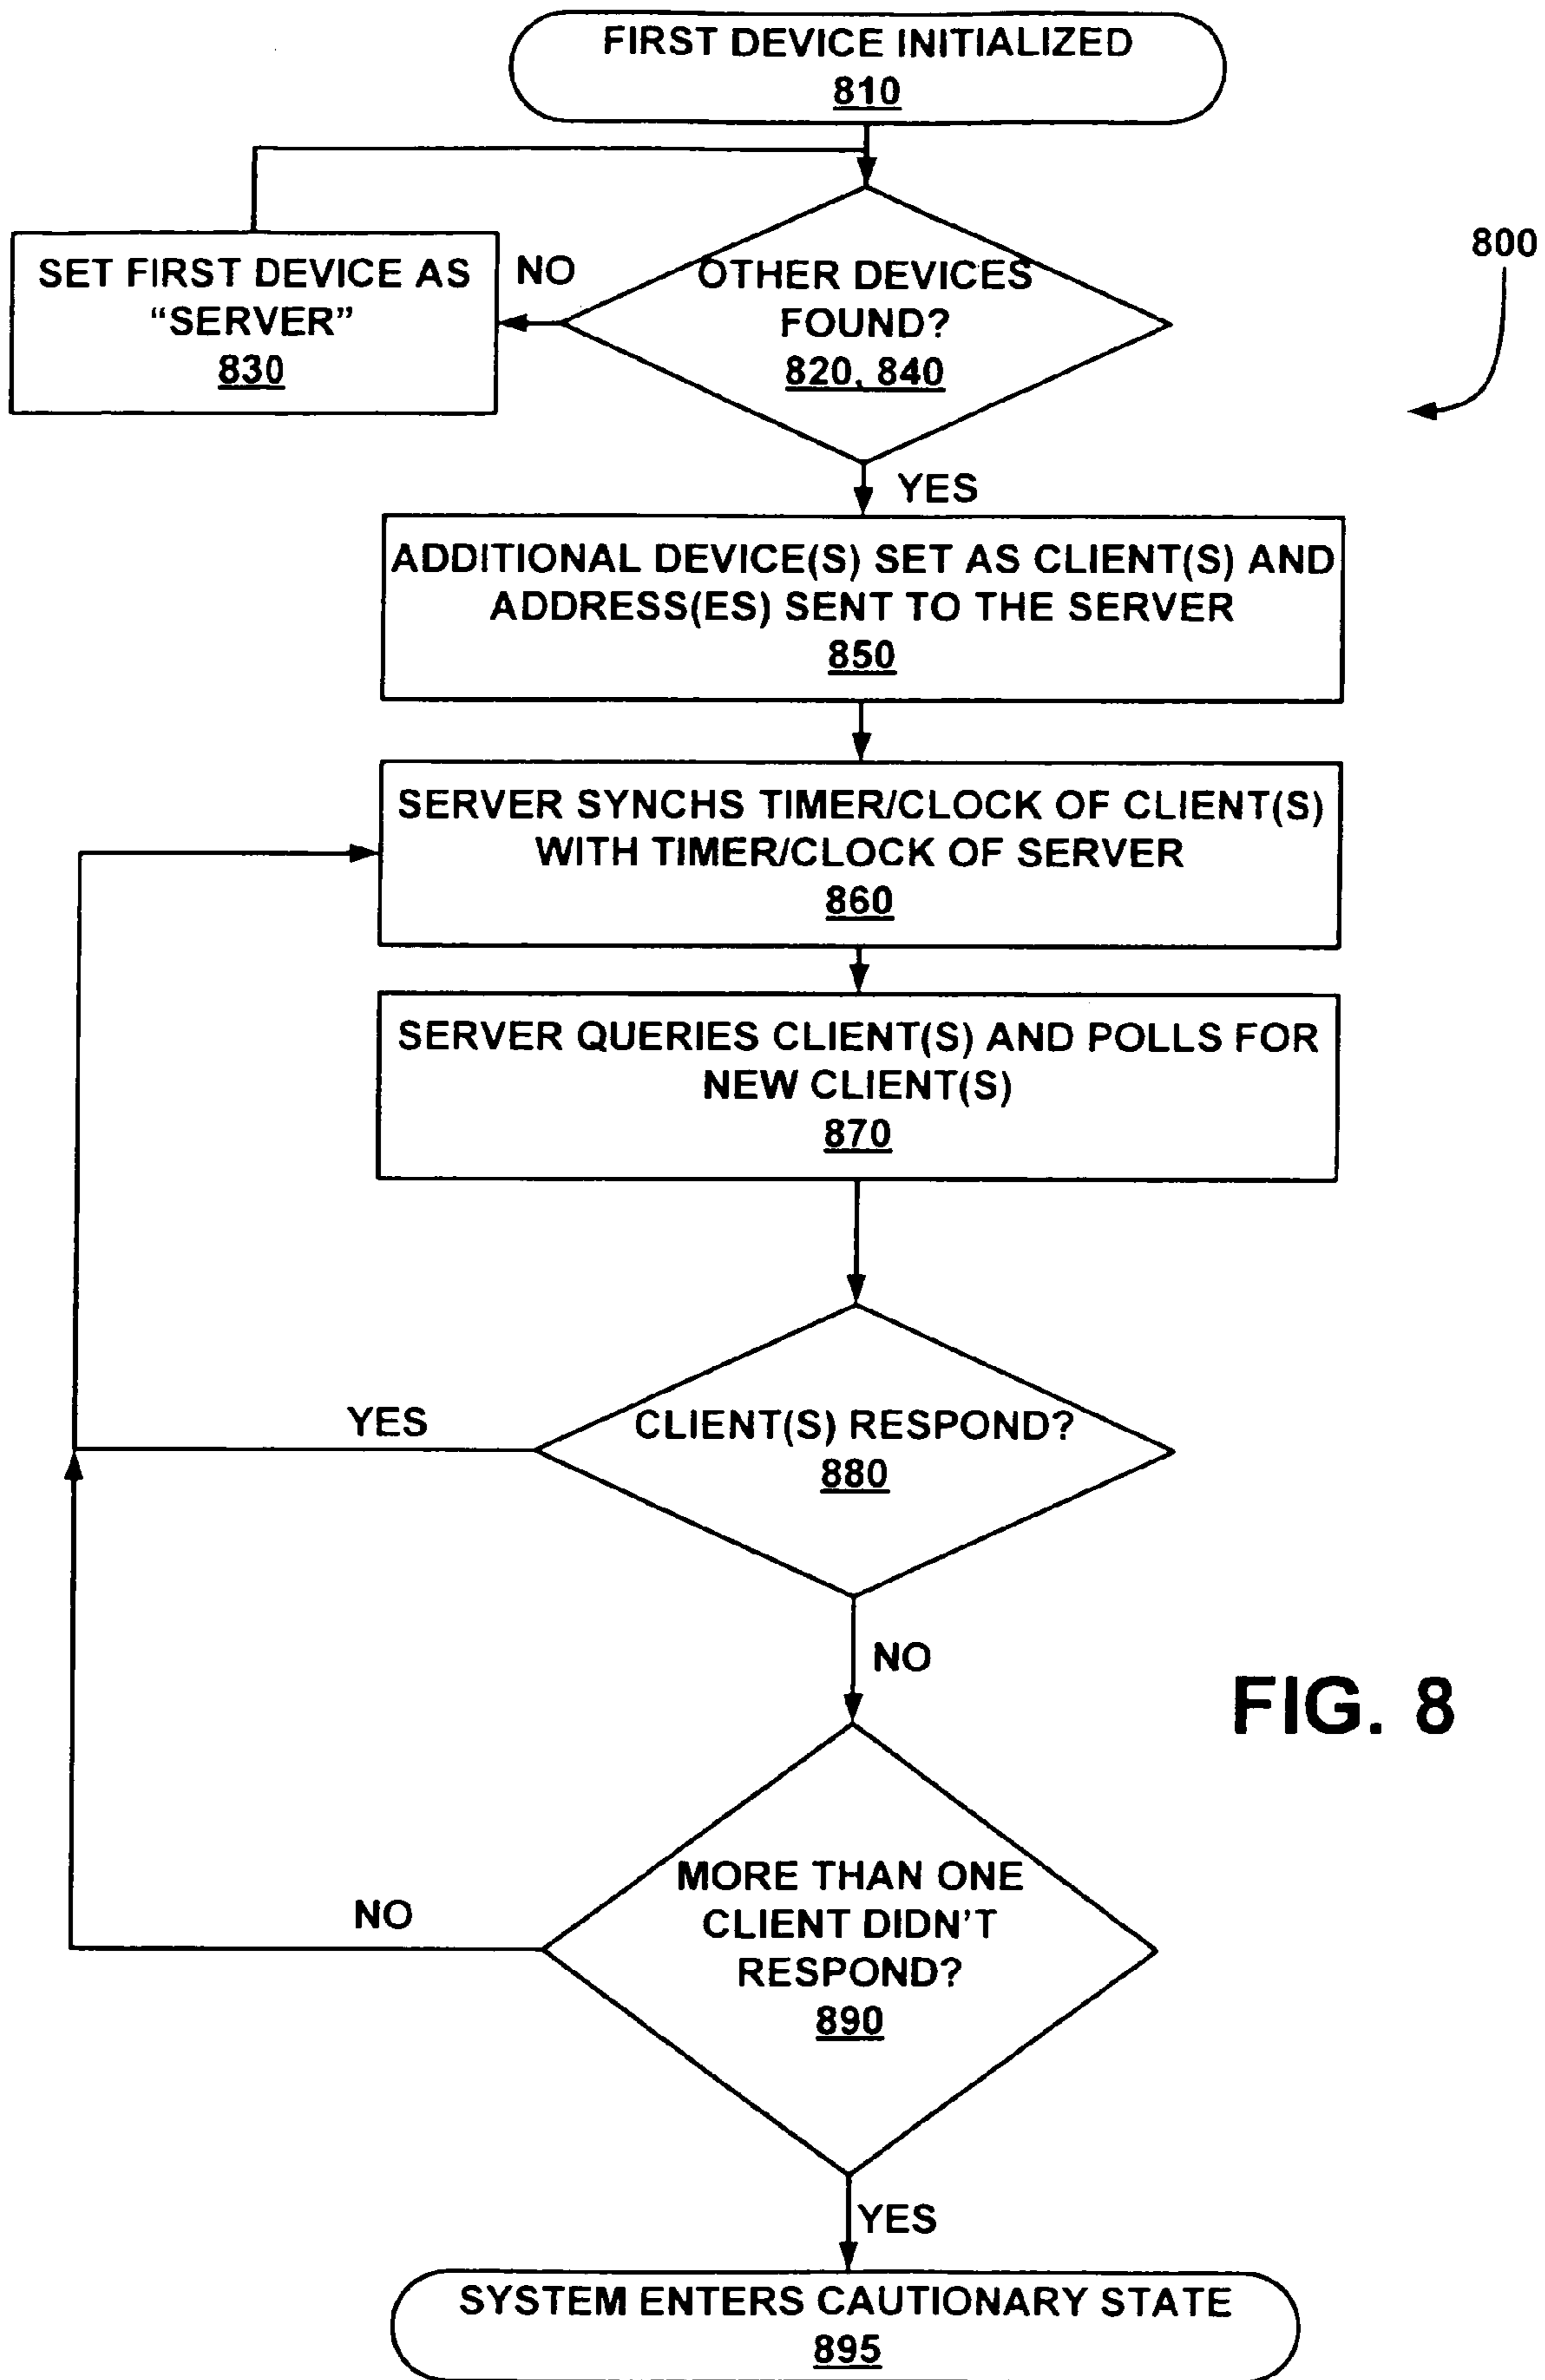 FIRST DEVICE INITIALIZED
810
800
SET FIRST DEVICE AS
“SERVER”
830
NO
OTHER DEVICES
FOUND?
820, 840
YES
ADDITIONAL DEVICE(S) SET AS CLIENT(S) AND
ADDRESS(ES) SENT TO THE SERVER
850
SERVER SYNCHS TIMER/CLOCK OF CLIENT(S)
WITH TIMER/CLOCK OF SERVER
860
SERVER QUERIES CLIENT(S) AND POLLS FOR
NEW CLIENT(S)
870
YES
CLIENT(S) RESPOND?
880
NO
FIG. 8
NO
MORE THAN ONE
CLIENT DIDN'T
RESPOND?
890
YES
SYSTEM ENTERS CAUTIONARY STATE
895